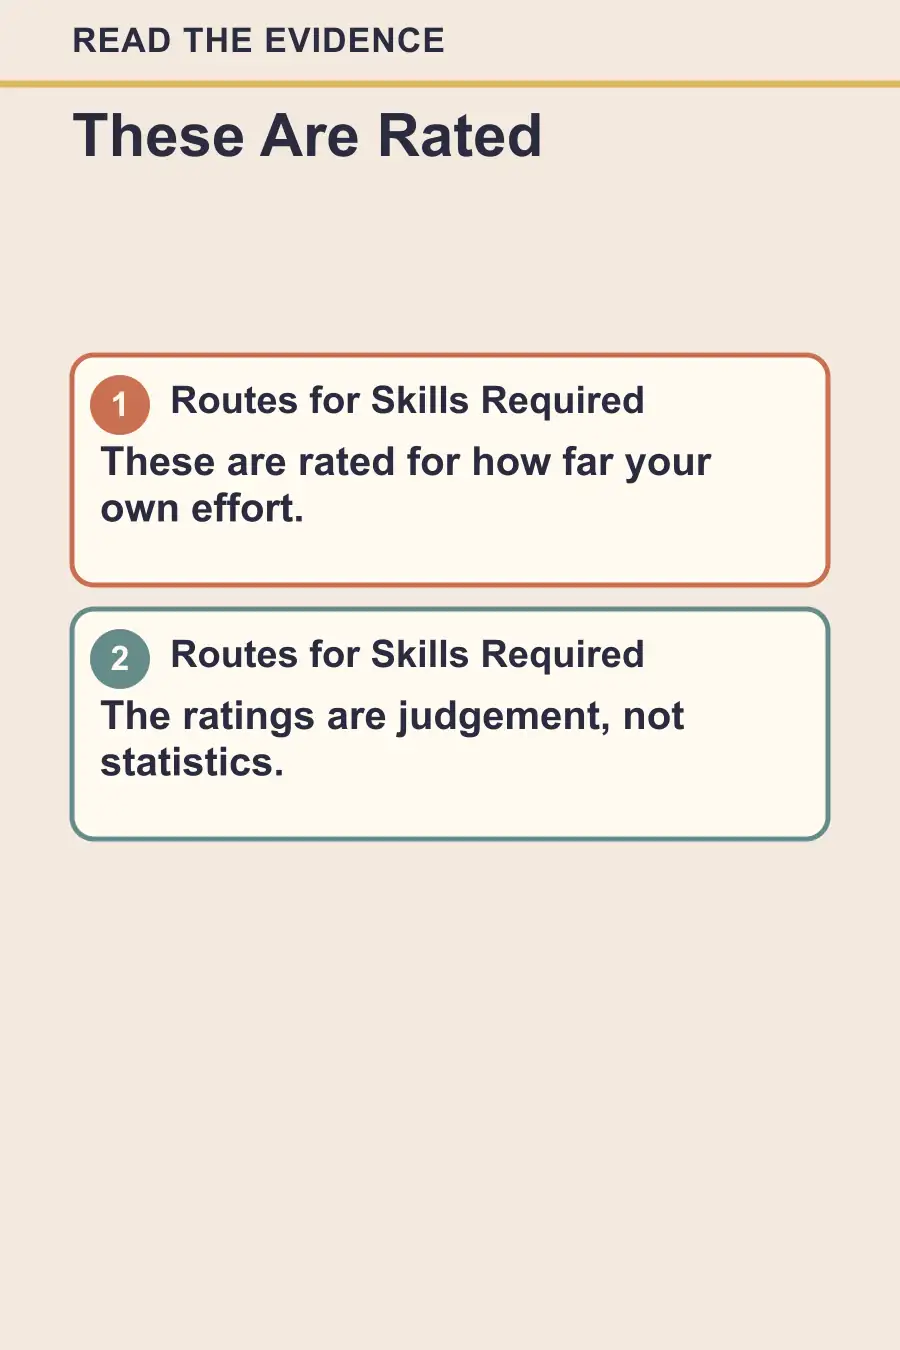 READ THE EVIDENCE
These Are Rated
1 Routes for Skills Required
These are rated for how far your
own effort.
2 Routes for Skills Required
The ratings are judgement, not
statistics.